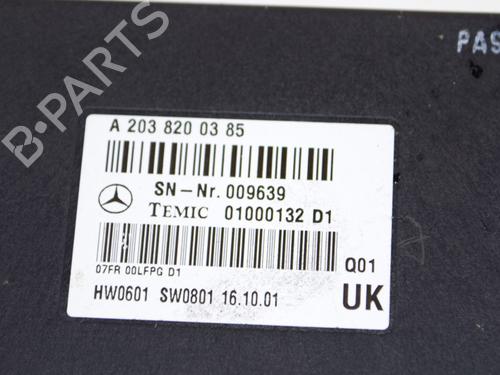 PAS
A 203 820 03 85
SN-Nr. 009639
TEMIC 01000132 D1
07FR 00LFPG D1
Q01
HW0601 SW0801 16.10.01
UK
B-PARTS